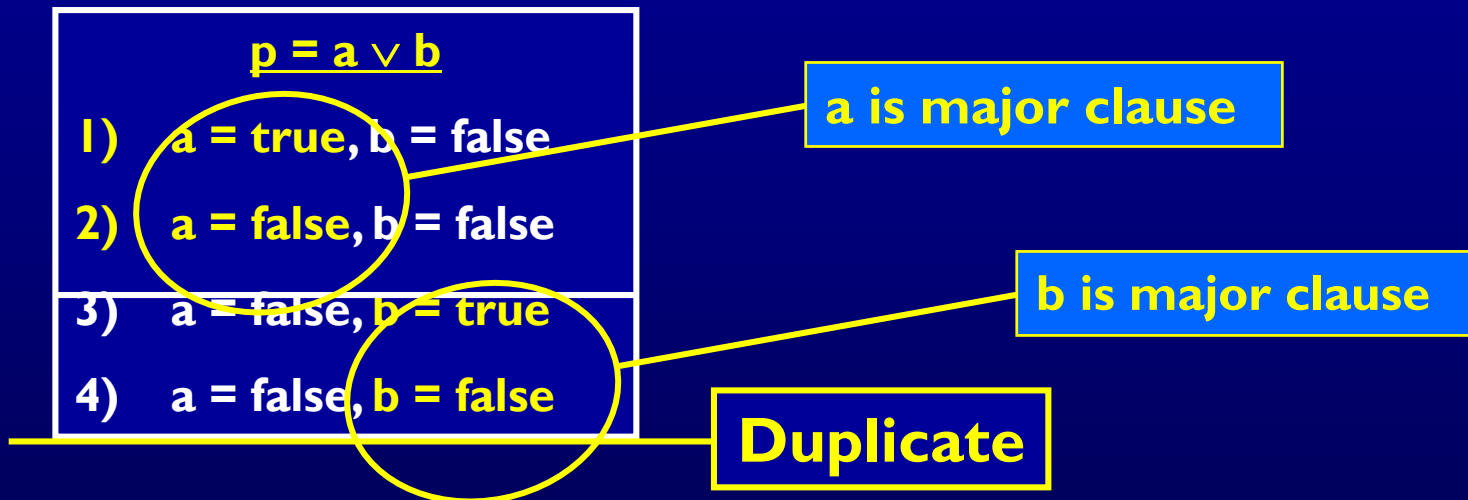 p = a ∨ b
1) a = true, b = false
2) a = false, b = false
3) a = false, b = true
4) a = false, b = false
a is major clause
b is major clause
Duplicate